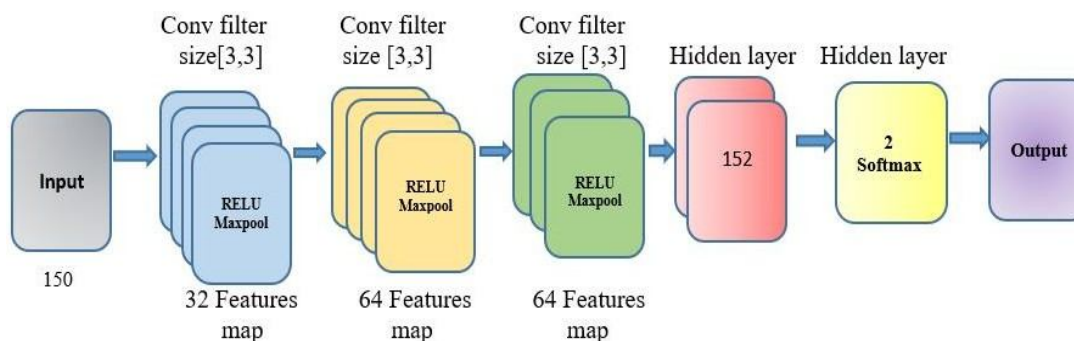 Conv filter
size[3,3]
Conv filter
size [3,3]
Conv filter
size [3,3]
Hidden layer
Hidden layer
Input
RELU
Maxpool
RELU
Maxpool
RELU
Maxpool
152
2
Softmax
Output
150
32 Features
map
64 Features
map
64 Features
map